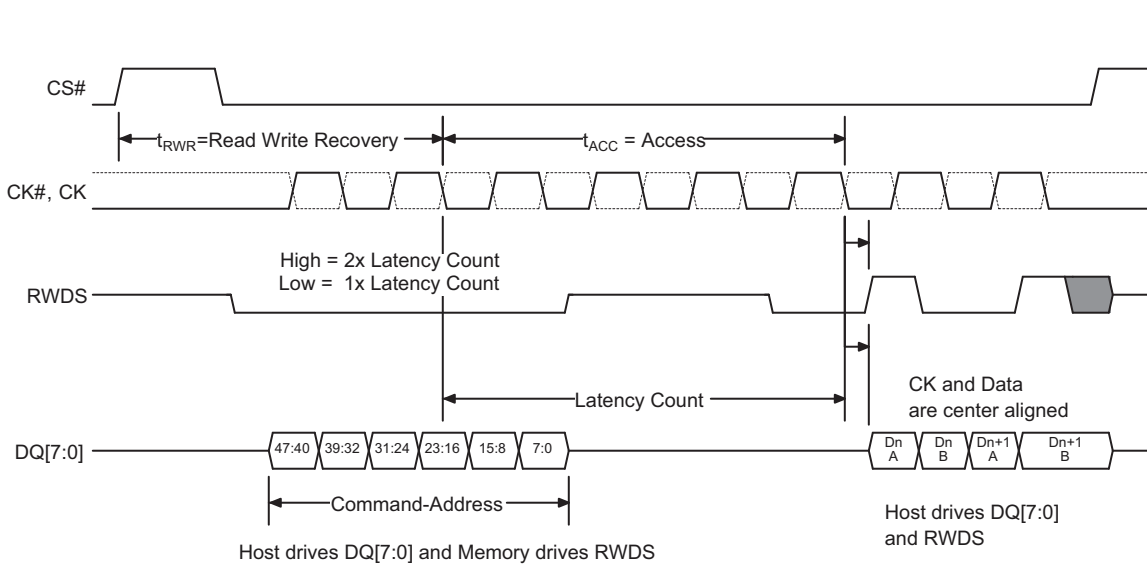 CS#
tRWR=Read Write Recovery
tACC = Access
CK#, CK
High = 2x Latency Count
Low = 1x Latency Count
RWDS
Latency Count
CK and Data
are center aligned
DQ[7:0]
47:40 39:32 31:24 23:16 15:8 7:0
Dn
A
Dn
B
Dn+1
A
Dn+1
B
Command-Address
Host drives DQ[7:0]
and RWDS
Host drives DQ[7:0] and Memory drives RWDS